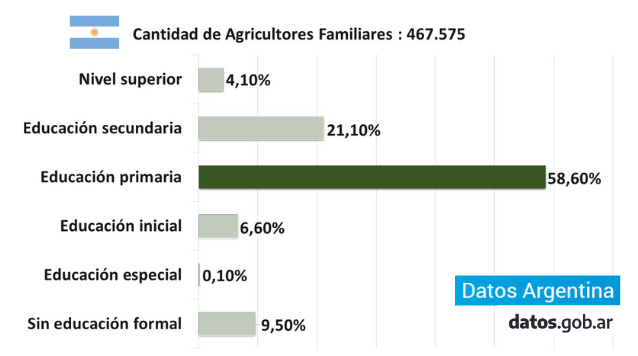 Cantidad de Agricultores Familiares : 467.575
Nivel superior 4,10%
Educación secundaria 21,10%
Educación primaria 58,60%
Educación inicial 6,60%
Educación especial 0,10%
Sin educación formal 9,50%
Datos Argentina
datos.gob.ar